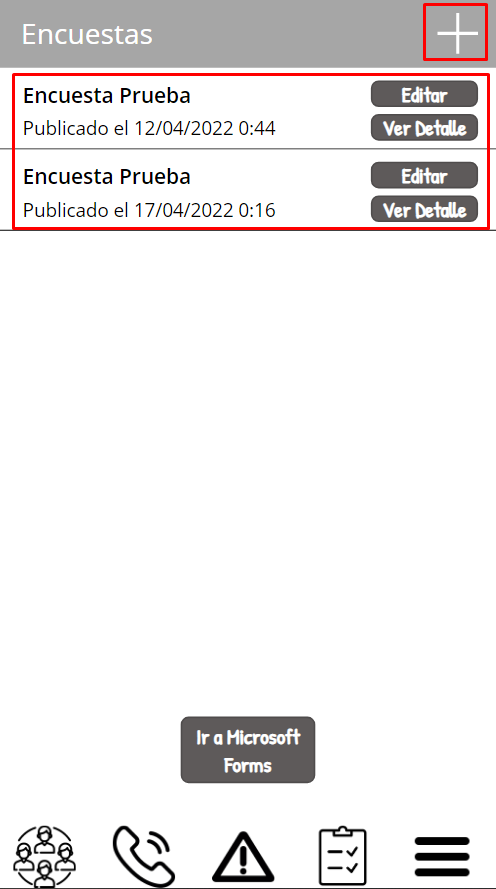 Encuestas
Encuesta Prueba
Editar
Publicado el 12/04/2022 0:44
Ver Detalle
Encuesta Prueba
Editar
Publicado el 17/04/2022 0:16
Ver Detalle
Ir a Microsoft
Forms